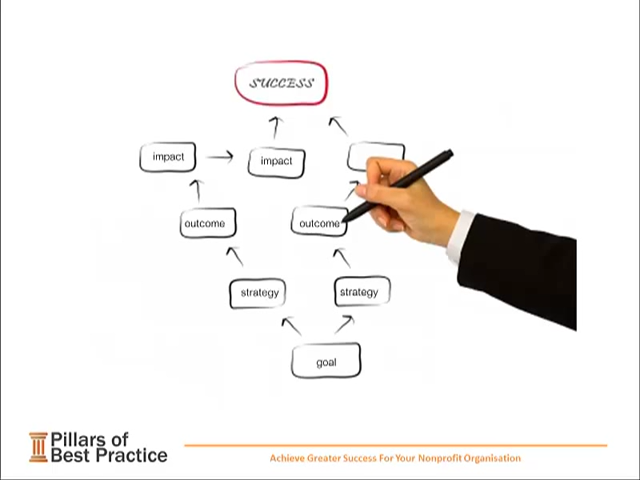 SUCCESS
impact
impact
outcome
outcome
strategy
strategy
goal
Pillars of
Best Practice
Achieve Greater Success For Your Nonprofit Organisation